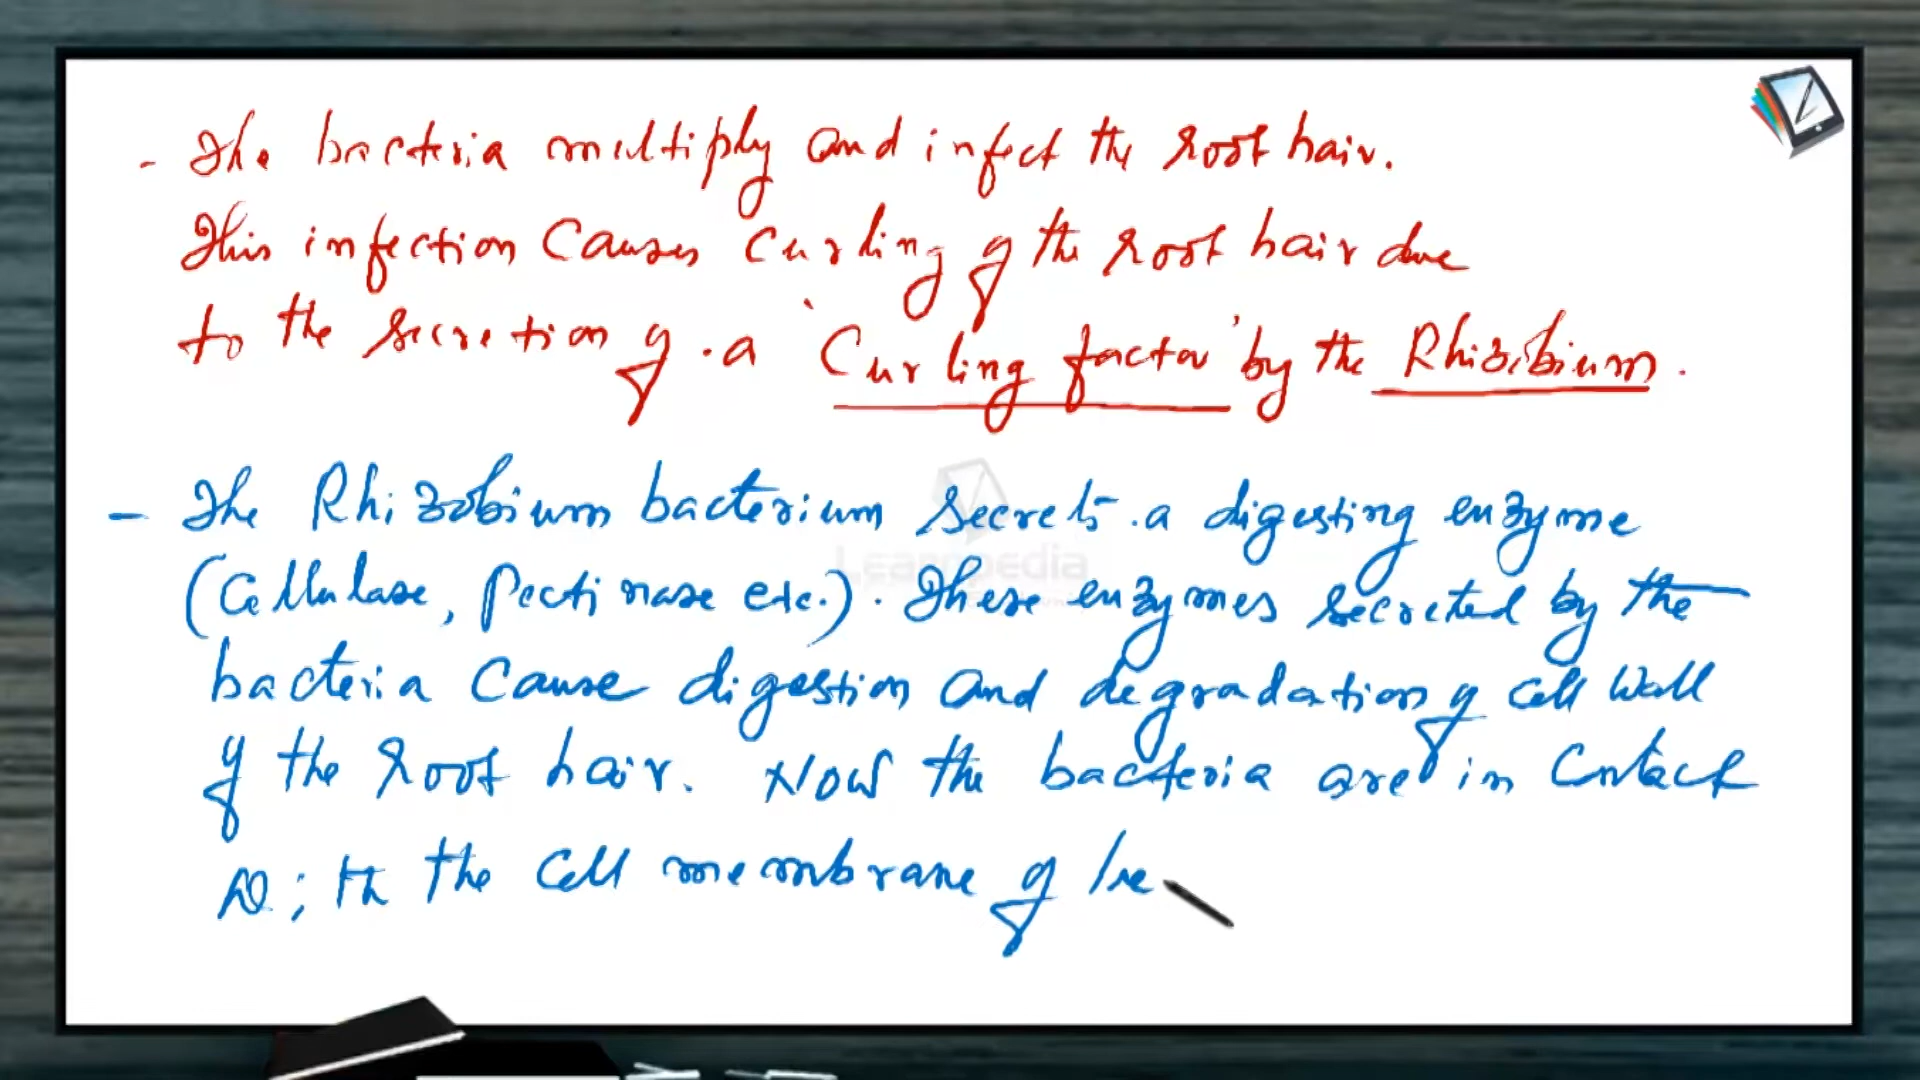 - The bacteria multiply and infect the root hair.
This infection causes curling of the root hair due
to the secretion of a 'Curling factor' by the Rhizobium.
- The Rhizobium bacterium secrets a digesting enzyme
(Cellulase, Pectinase etc.). These enzymes secreted by the
bacteria cause digestion and degradation of cell wall
of the root hair. Now the bacteria are in contact
with the cell membrane of
Learnpedia